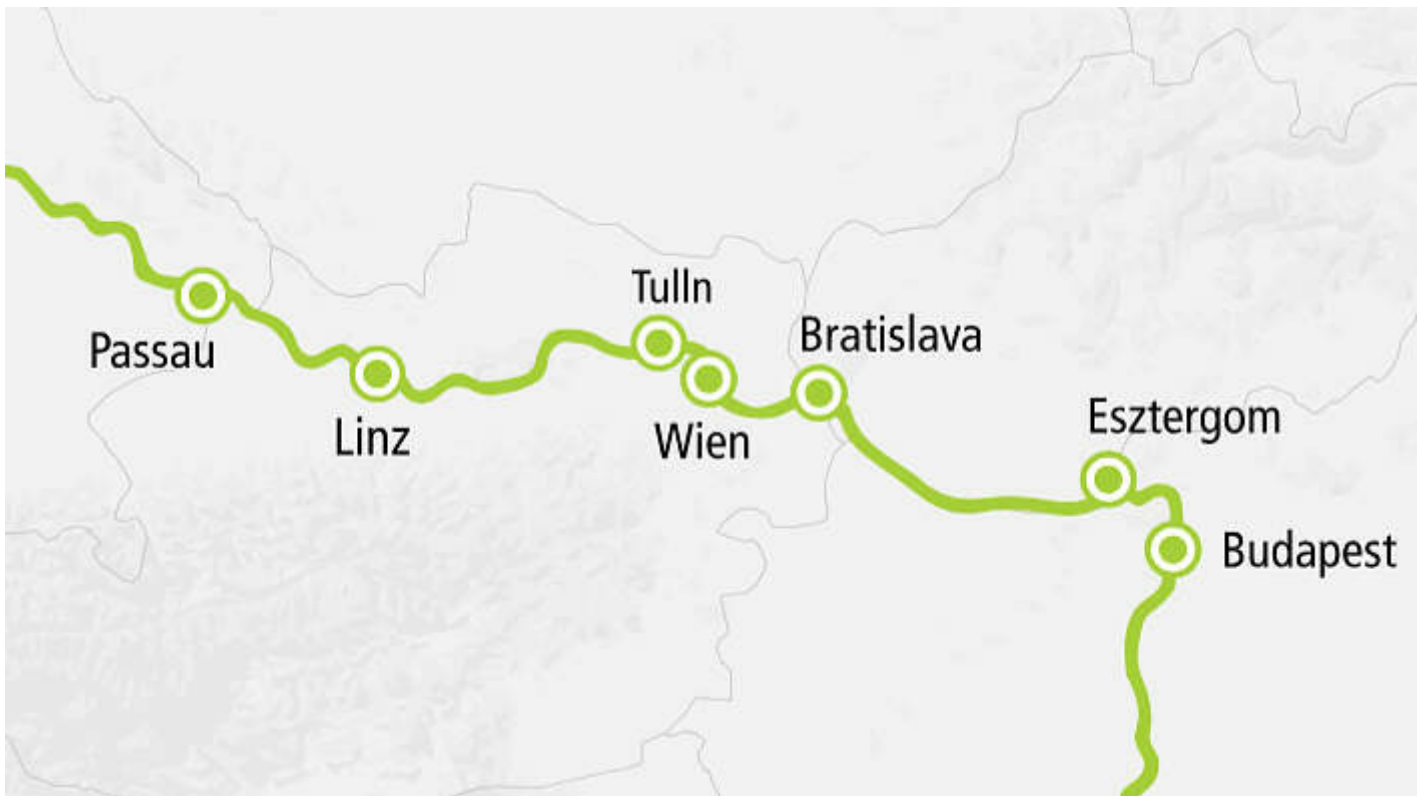 Tulln
Bratislava
Passau
Linz
Wien
Esztergom
Budapest